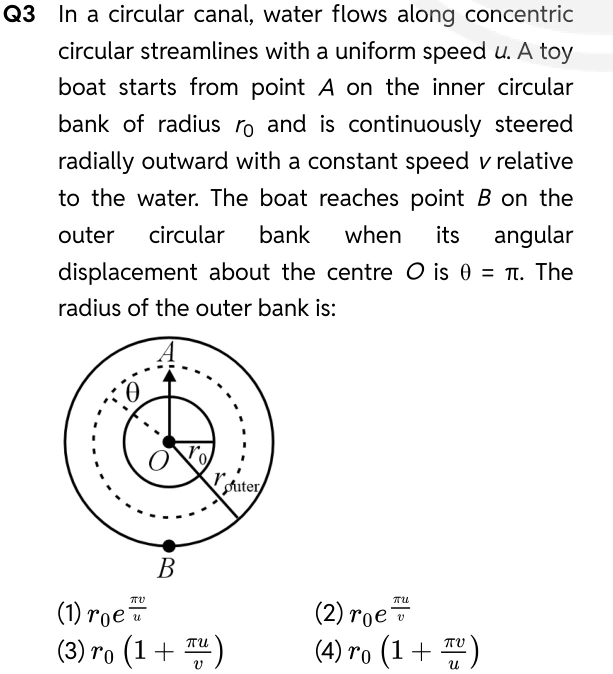 Q3 In a circular canal, water flows along concentric
circular streamlines with a uniform speed u. A toy
boat starts from point A on the inner circular
bank of radius r₀ and is continuously steered
radially outward with a constant speed v relative
to the water. The boat reaches point B on the
outer circular bank when its angular
displacement about the centre O is θ = π. The
radius of the outer bank is:
A
θ
O r₀
r_outer
B
(1) r₀e^(πv/u) (2) r₀e^(πu/v)
(3) r₀ (1 + πu/v) (4) r₀ (1 + πv/u)